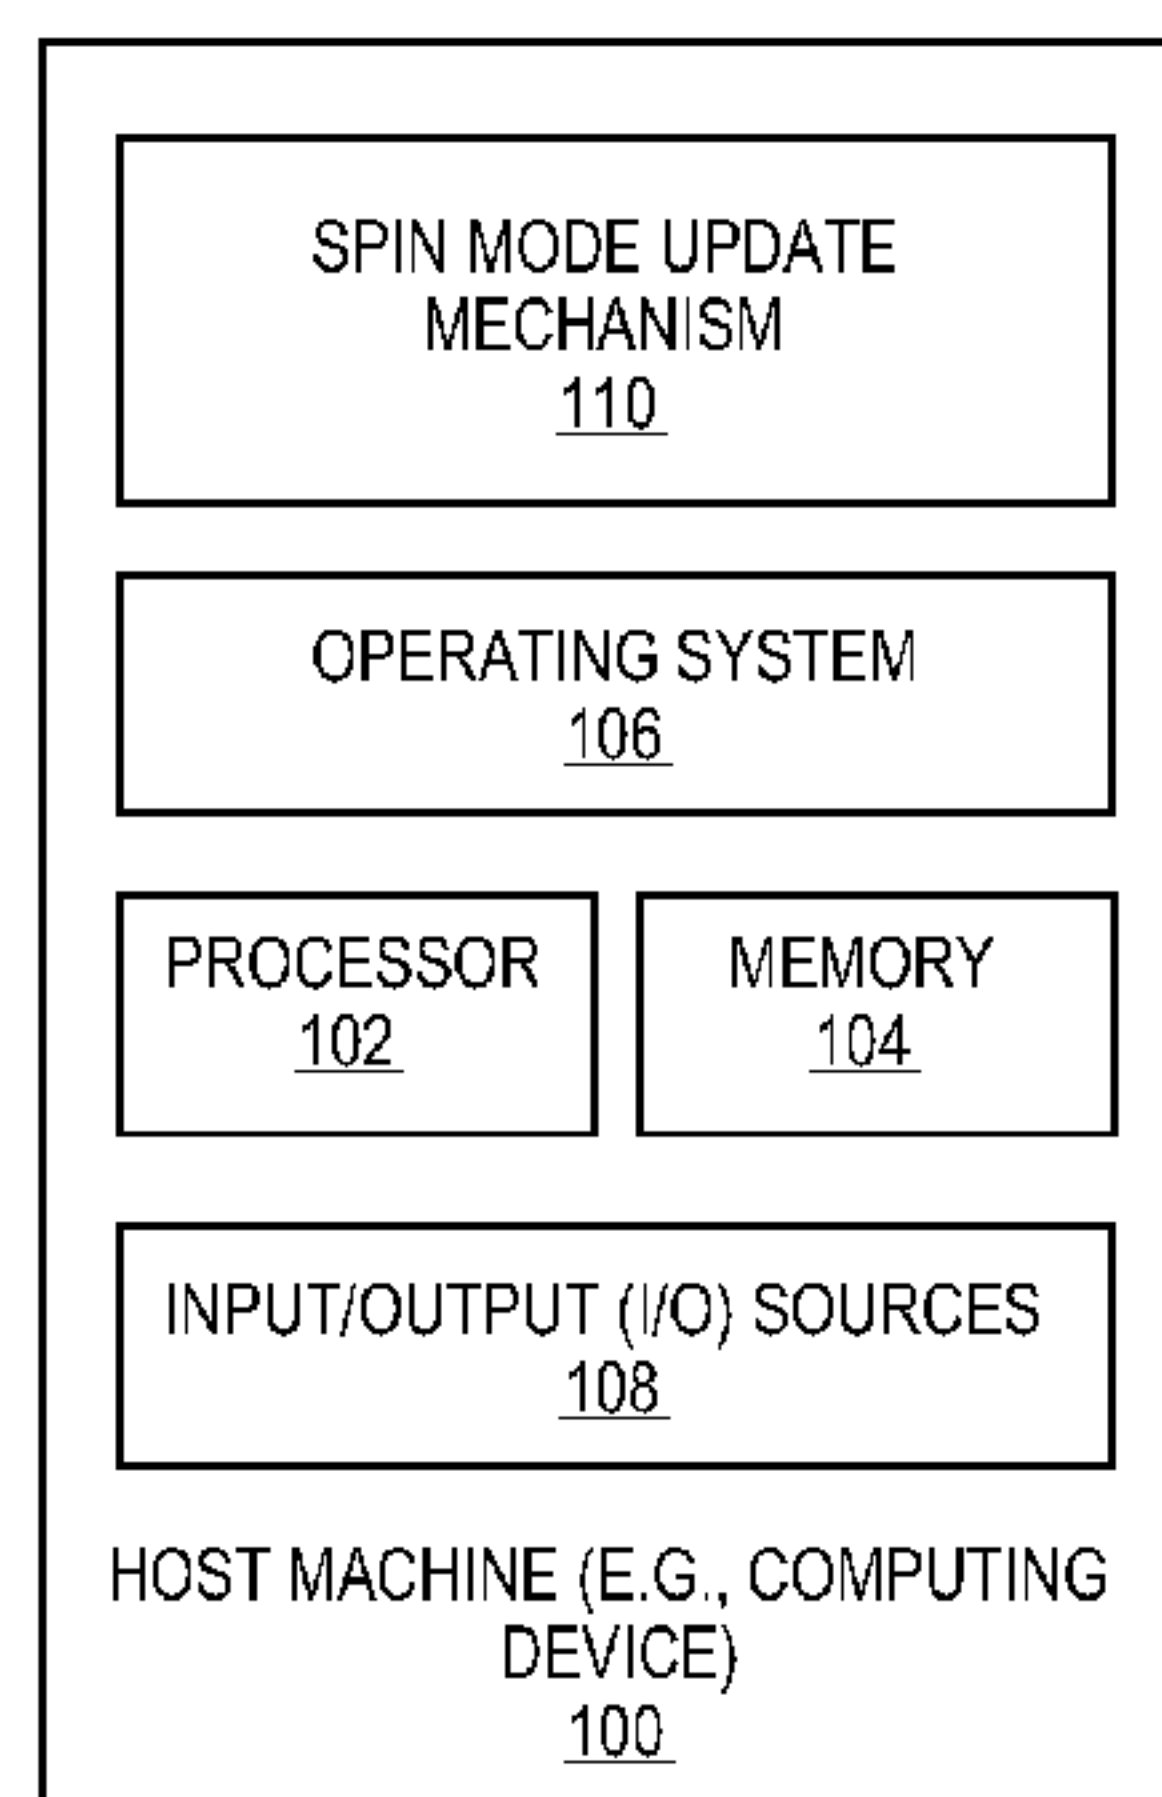 SPIN MODE UPDATE
MECHANISM
110
OPERATING SYSTEM
106
PROCESSOR
102
MEMORY
104
INPUT/OUTPUT (I/O) SOURCES
108
HOST MACHINE (E.G., COMPUTING
DEVICE)
100